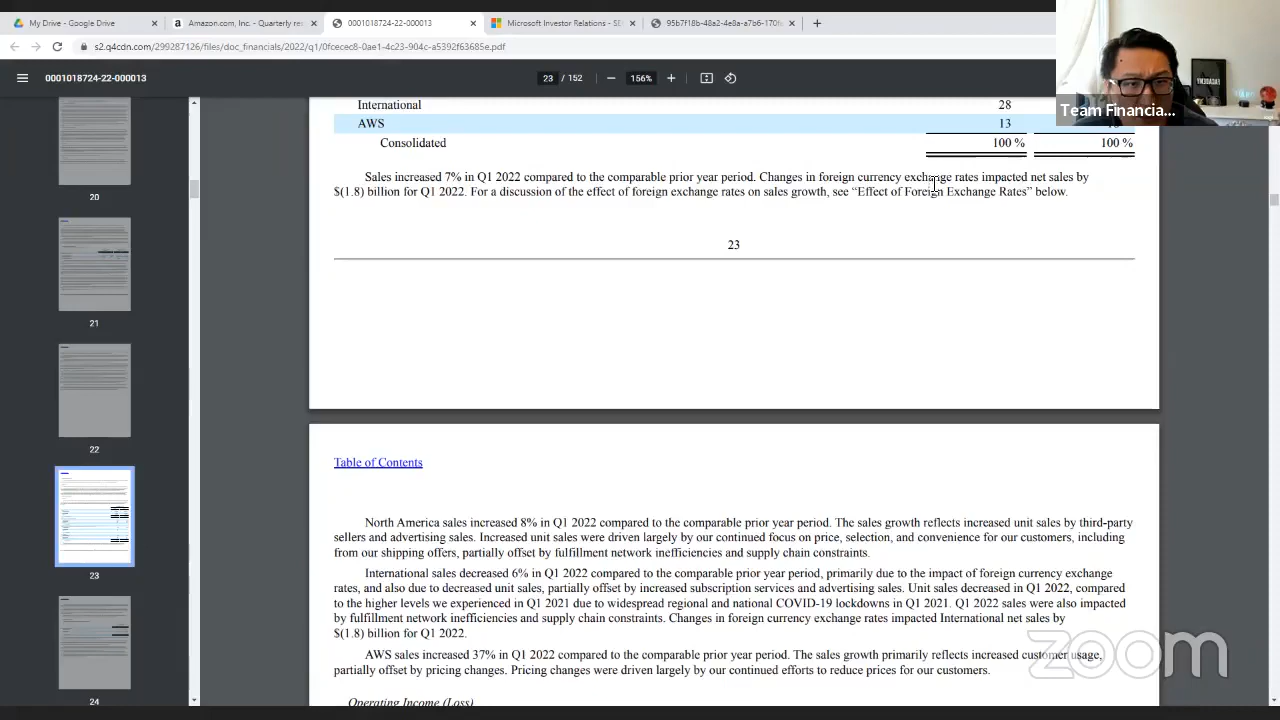 My Drive - Google Drive
Amazon.com, Inc. - Quarterly re
0001018724-22-000013
Microsoft Investor Relations - SE
95b7f18b-48a2-4e8a-a7b6-170f
s2.q4cdn.com/299287126/files/doc_financials/2022/q1/0fcecec8-0ae1-4c23-904c-a5392f63685e.pdf
0001018724-22-000013
23 / 152
156%
Team Financia...
20
21
22
23
24
International 28
AWS 13
Consolidated 100 % 100 %
Sales increased 7% in Q1 2022 compared to the comparable prior year period. Changes in foreign currency exchange rates impacted net sales by
$(1.8) billion for Q1 2022. For a discussion of the effect of foreign exchange rates on sales growth, see “Effect of Foreign Exchange Rates” below.
23
Table of Contents
North America sales increased 8% in Q1 2022 compared to the comparable prior year period. The sales growth reflects increased unit sales by third-party
sellers and advertising sales. Increased unit sales were driven largely by our continued focus on price, selection, and convenience for our customers, including
from our shipping offers, partially offset by fulfillment network inefficiencies and supply chain constraints.
International sales decreased 6% in Q1 2022 compared to the comparable prior year period, primarily due to the impact of foreign currency exchange
rates, and also due to decreased unit sales, partially offset by increased subscription services and advertising sales. Unit sales decreased in Q1 2022, compared
to the higher levels we experienced in Q1 2021 due to widespread regional and national COVID-19 lockdowns in Q1 2021. Q1 2022 sales were also impacted
by fulfillment network inefficiencies and supply chain constraints. Changes in foreign currency exchange rates impacted International net sales by
$(1.8) billion for Q1 2022.
AWS sales increased 37% in Q1 2022 compared to the comparable prior year period. The sales growth primarily reflects increased customer usage,
partially offset by pricing changes. Pricing changes were driven largely by our continued efforts to reduce prices for our customers.
Operating Income (Loss)
zoom